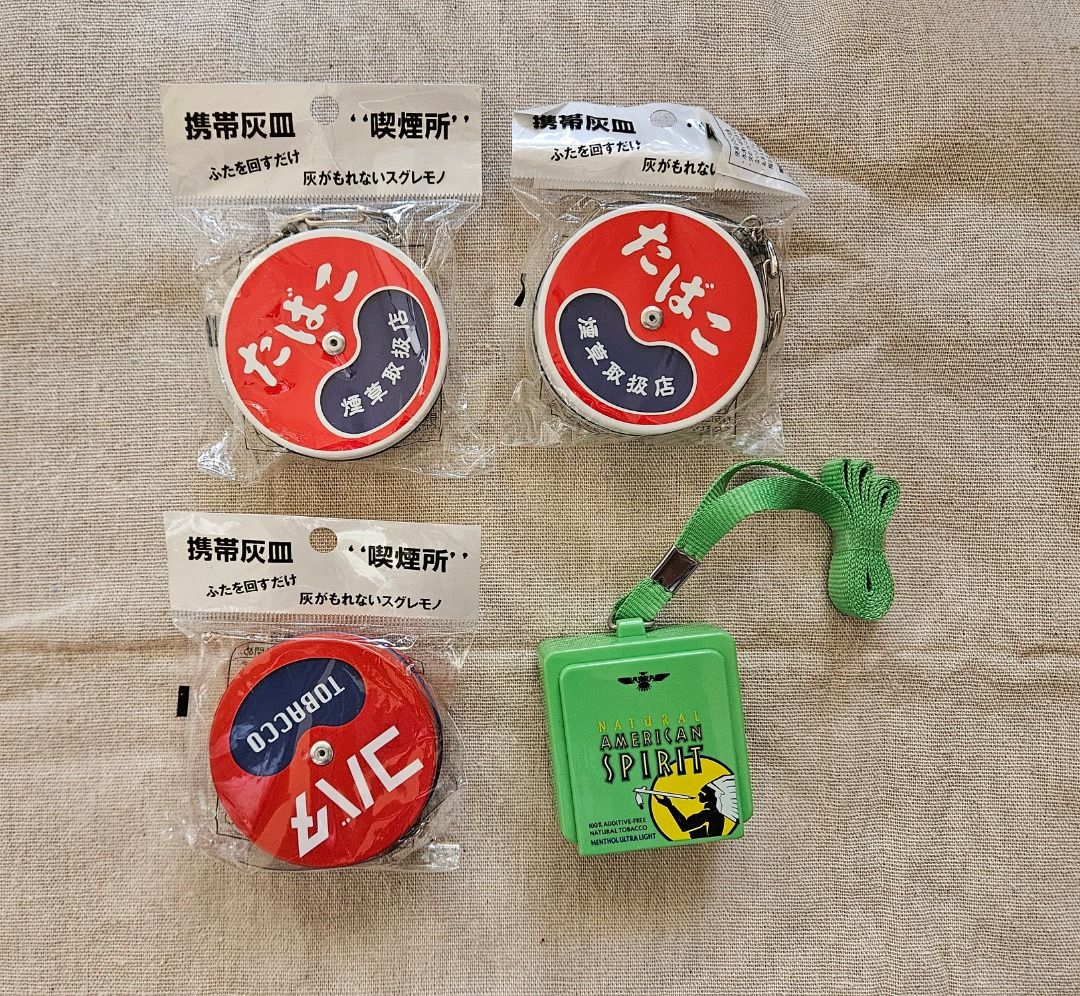 携帯灰皿 “喫煙所”
ふたを回すだけ
灰がもれないスグレモノ
たばこ
煙草取扱店
携帯灰皿
ふたを回すだけ
灰がもれない
たばこ
煙草取扱店
携帯灰皿 “喫煙所”
ふたを回すだけ
灰がもれないスグレモノ
TOBACCO
タバコ
NATURAL
AMERICAN
SPIRIT
100% ADDITIVE-FREE
NATURAL TOBACCO
MENTHOL ULTRA LIGHT